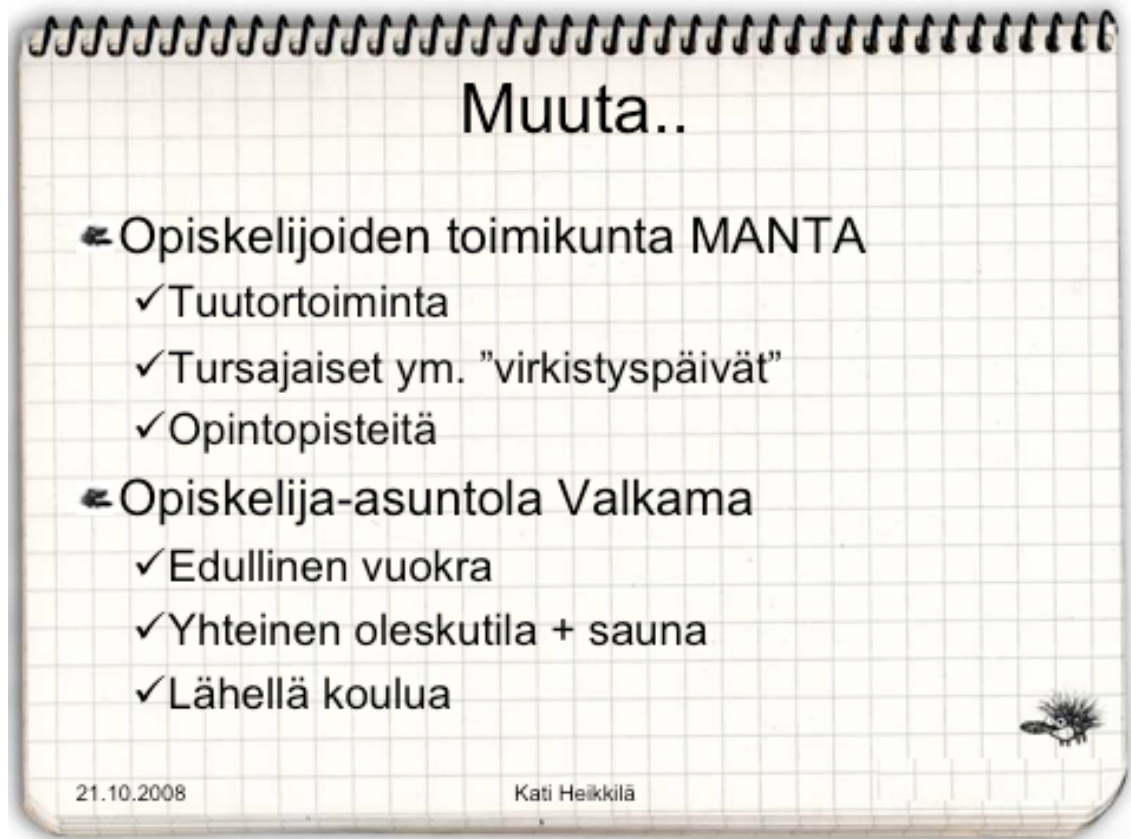 Muuta..
Opiskelijoiden toimikunta MANTA
✓Tuutortoiminta
✓Tursajaiset ym. ”virkistyspäivät”
✓Opintopisteitä
Opiskelija-asuntola Valkama
✓Edullinen vuokra
✓Yhteinen oleskutila + sauna
✓Lähellä koulua
21.10.2008
Kati Heikkilä